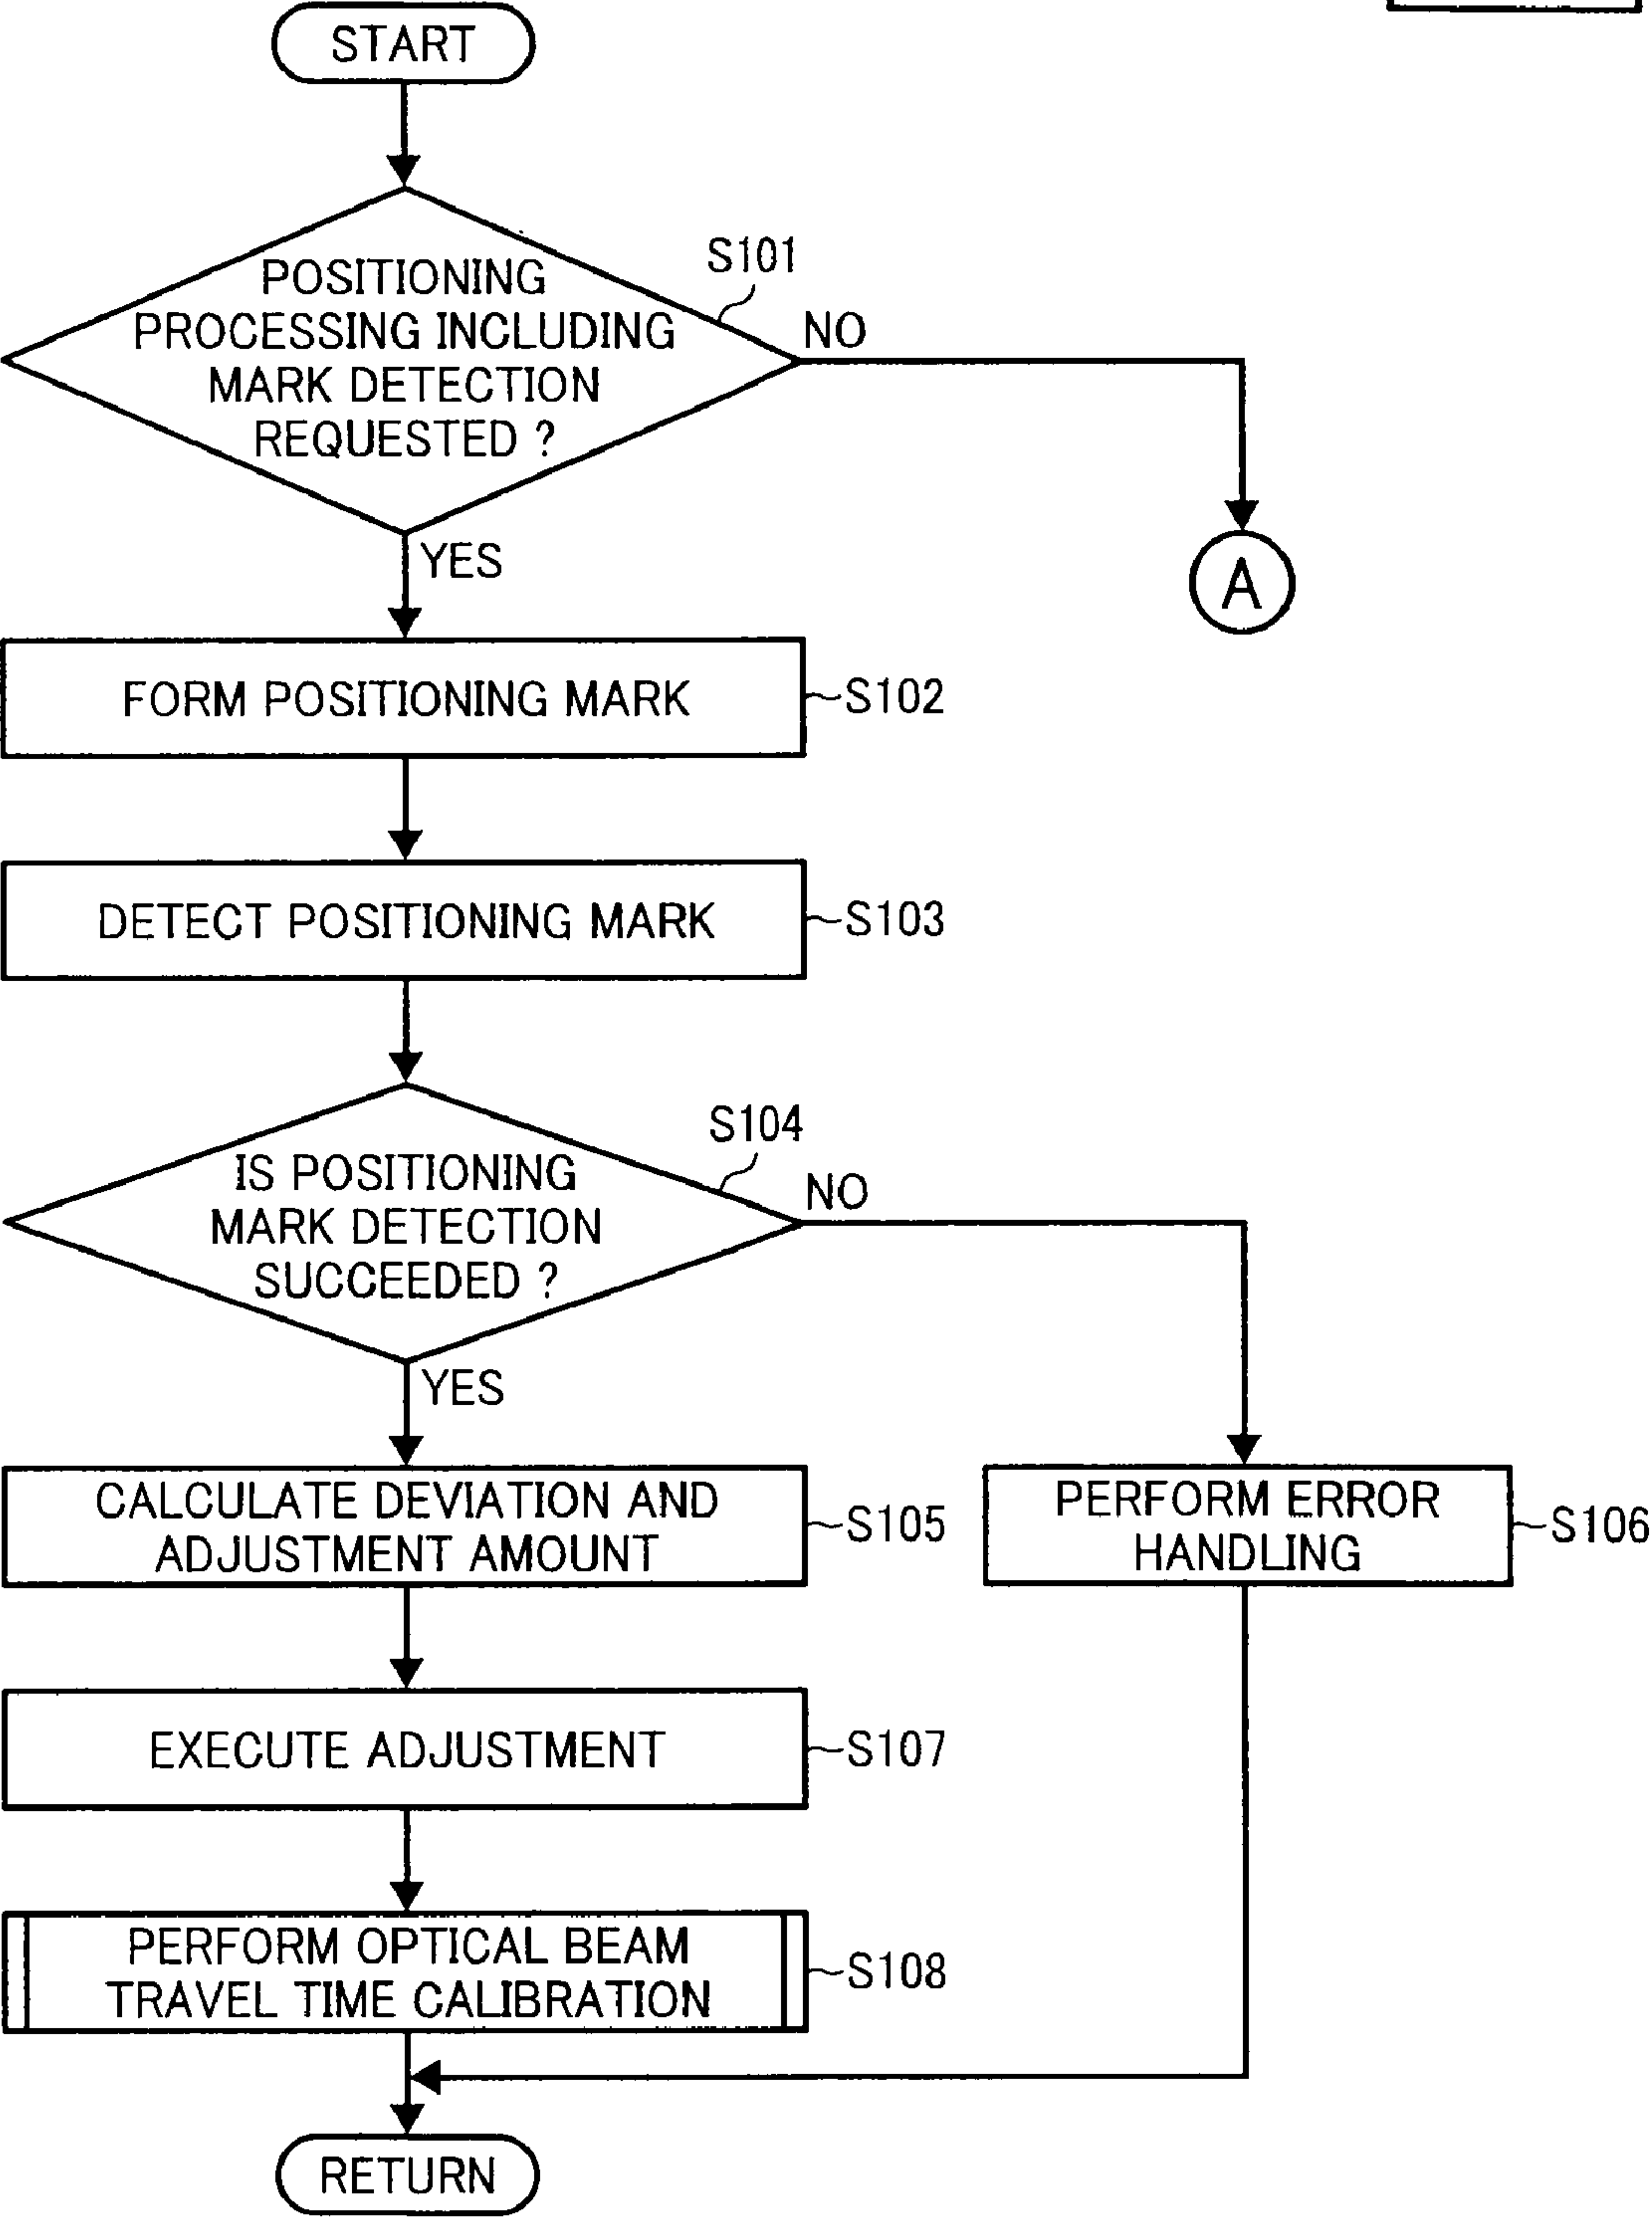 START
S101
POSITIONING
PROCESSING INCLUDING
MARK DETECTION
REQUESTED ?
NO
A
YES
FORM POSITIONING MARK
S102
DETECT POSITIONING MARK
S103
S104
IS POSITIONING
MARK DETECTION
SUCCEEDED ?
NO
YES
CALCULATE DEVIATION AND
ADJUSTMENT AMOUNT
S105
PERFORM ERROR
HANDLING
S106
EXECUTE ADJUSTMENT
S107
PERFORM OPTICAL BEAM
TRAVEL TIME CALIBRATION
S108
RETURN